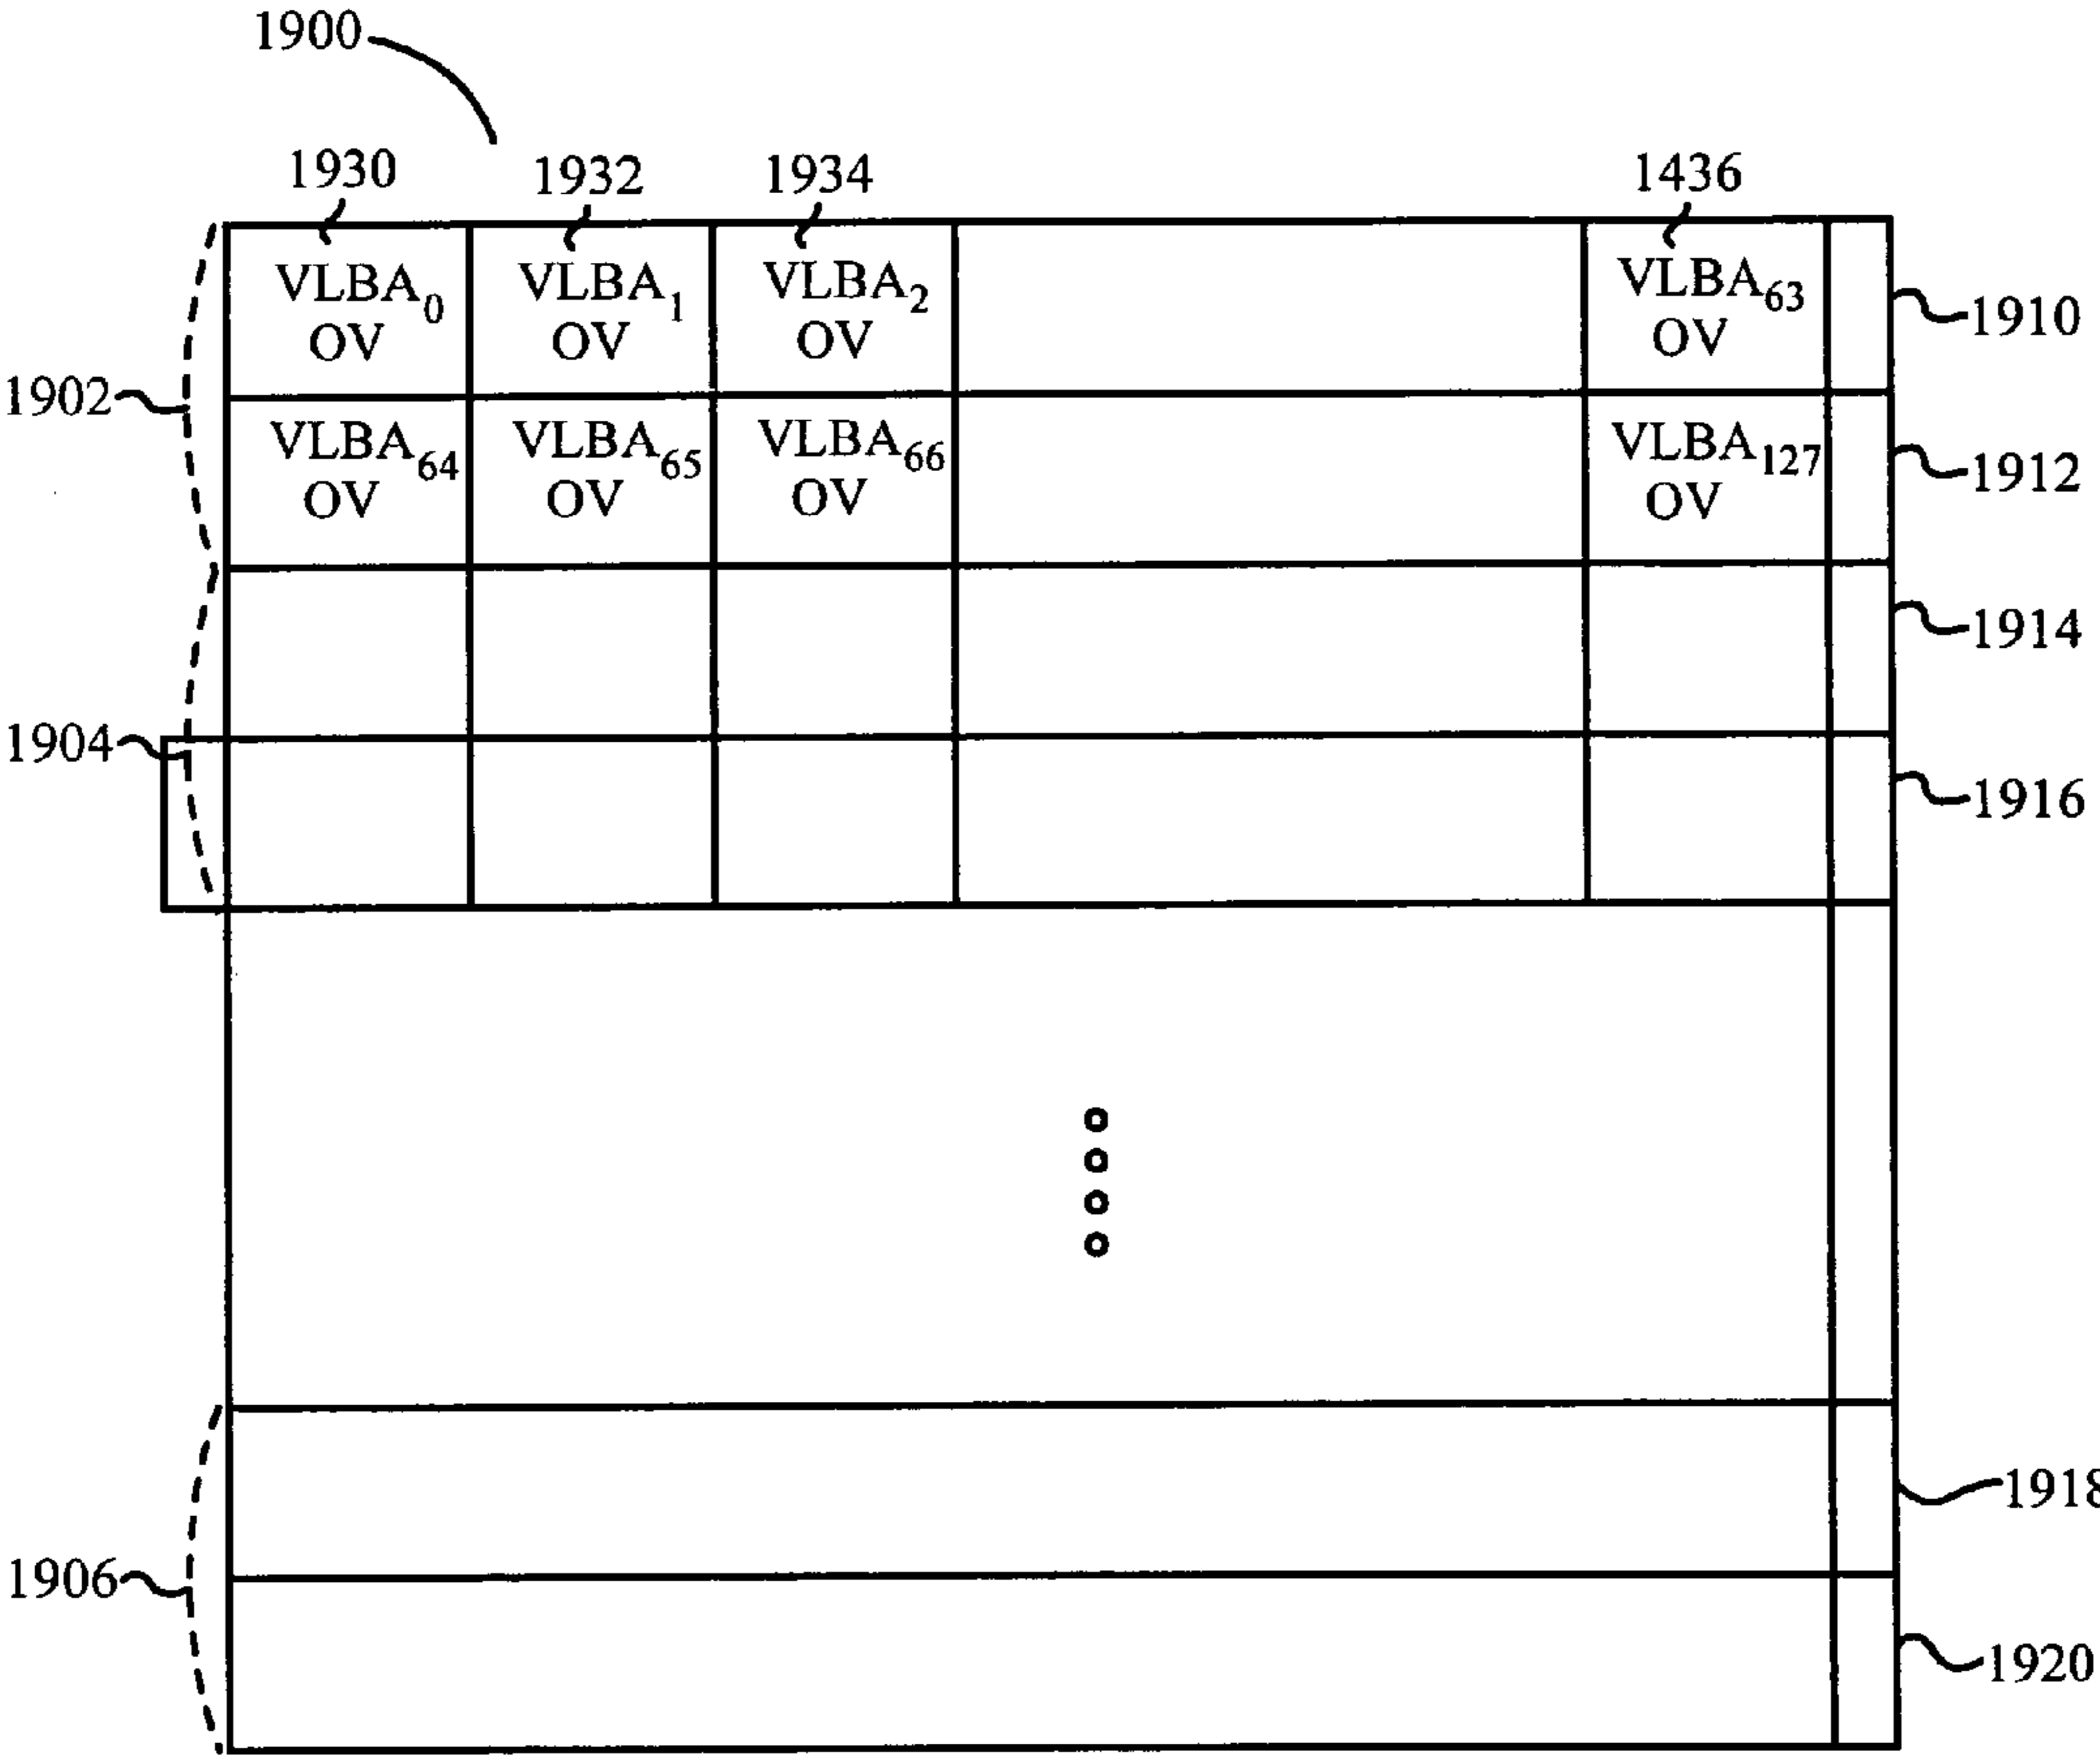 1900
1930 1932 1934 1436
VLBA0 VLBA1 VLBA2 VLBA63
OV OV OV OV
1910
1902
VLBA64 VLBA65 VLBA66 VLBA127
OV OV OV OV
1912
1914
1904
1916
1918
1906
1920